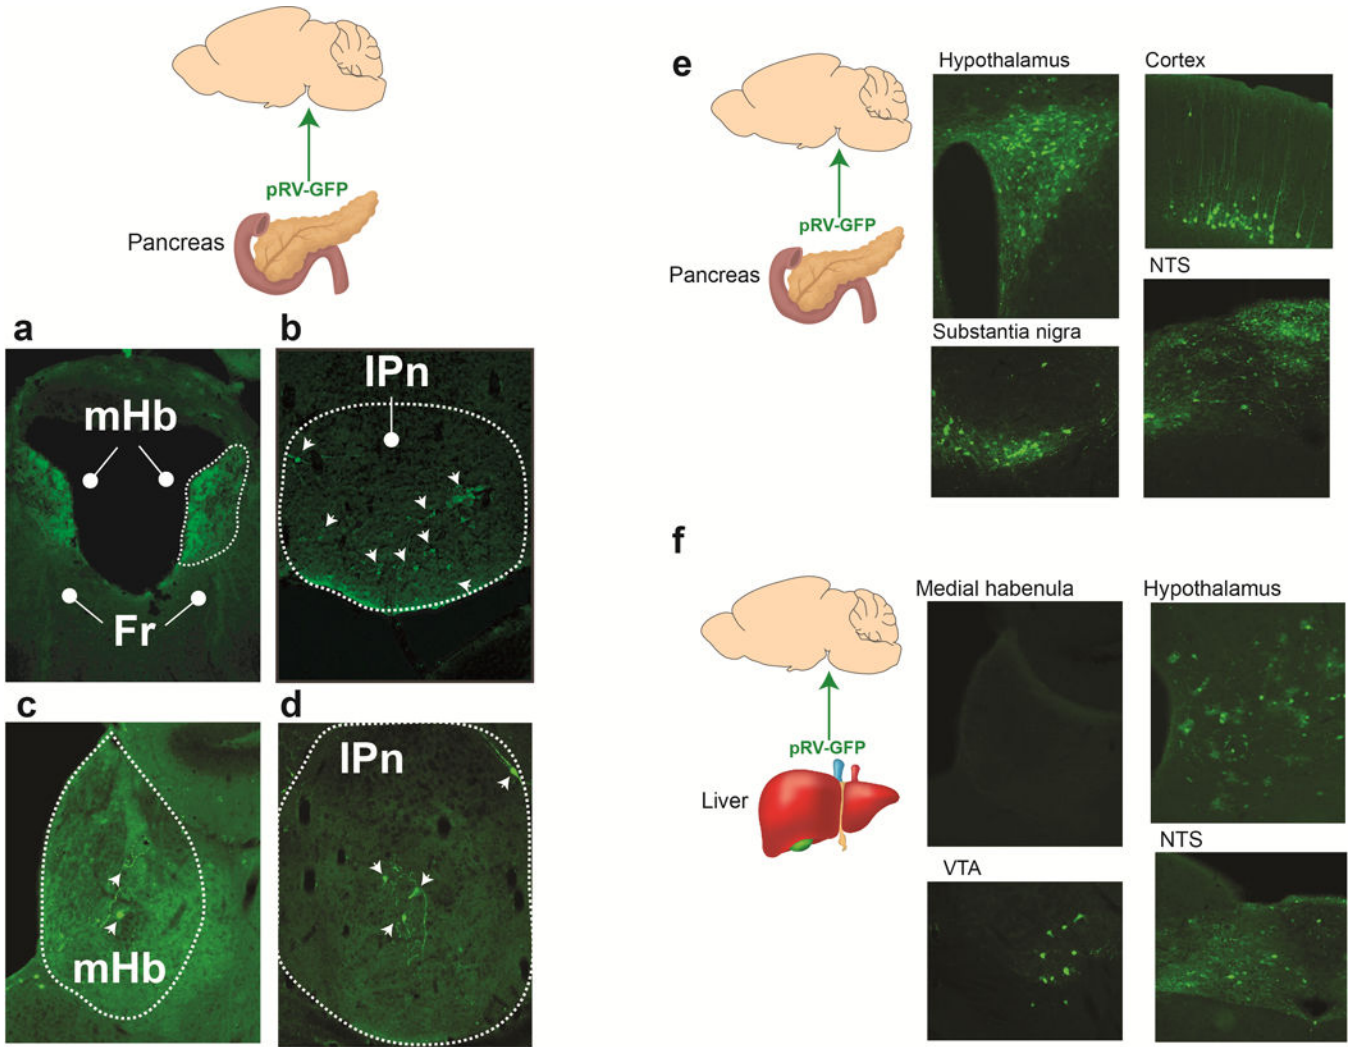 pRV-GFP
Pancreas
a
mHb
Fr
b
IPn
c
mHb
d
IPn
e
pRV-GFP
Pancreas
Hypothalamus
Cortex
NTS
Substantia nigra
f
pRV-GFP
Liver
Medial habenula
Hypothalamus
VTA
NTS